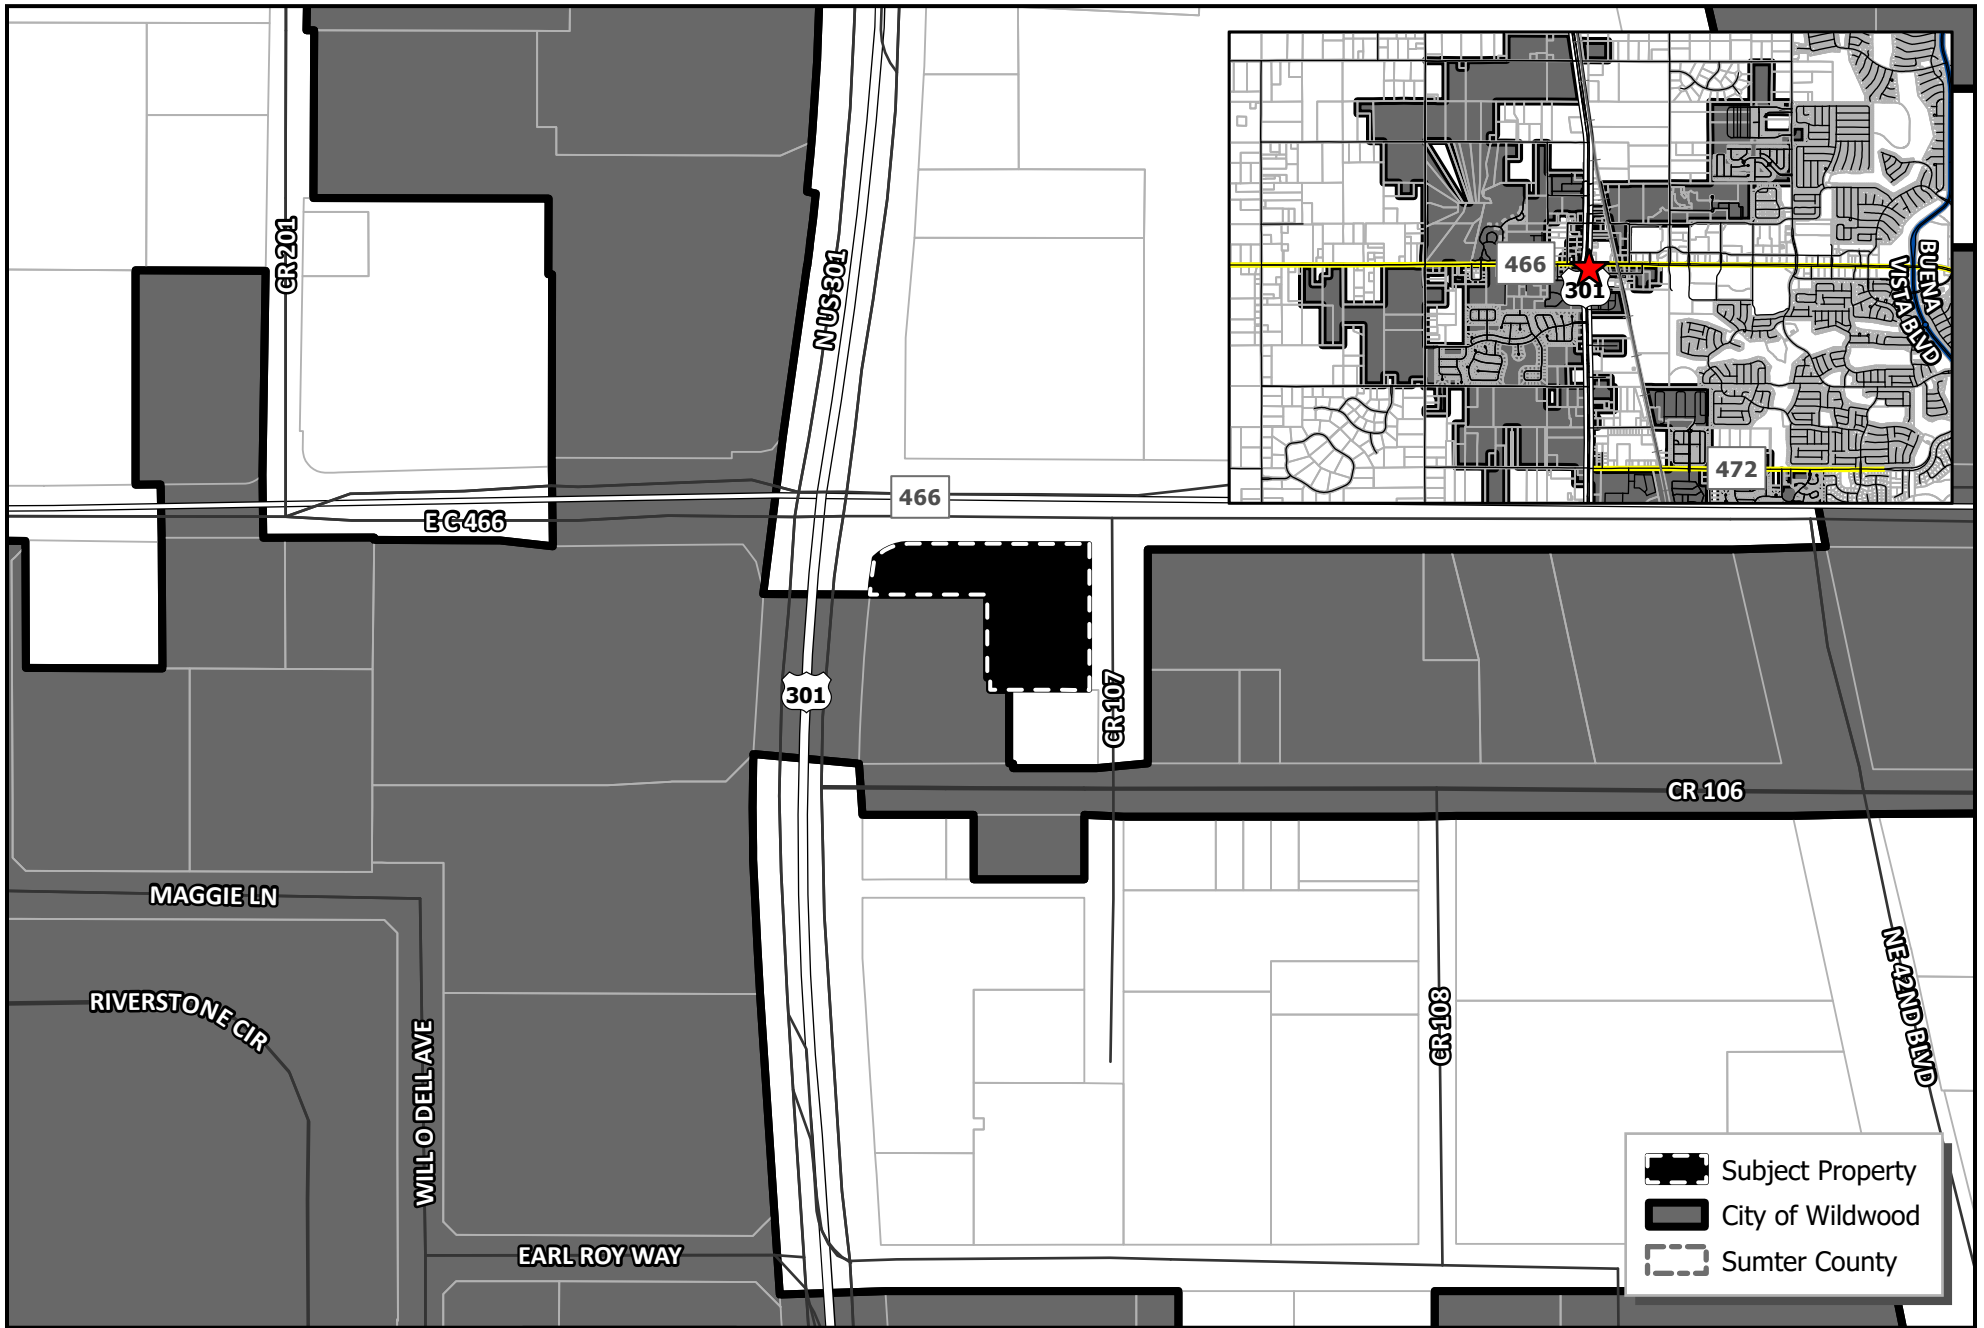 CR 201
N US 301
466
301
BUENA
VISTA BLVD
472
466
E C 466
301
CR 107
CR 106
MAGGIE LN
RIVERSTONE CIR
WILL O DELL AVE
CR 108
NE 42ND BLVD
EARL ROY WAY
Subject Property
City of Wildwood
Sumter County